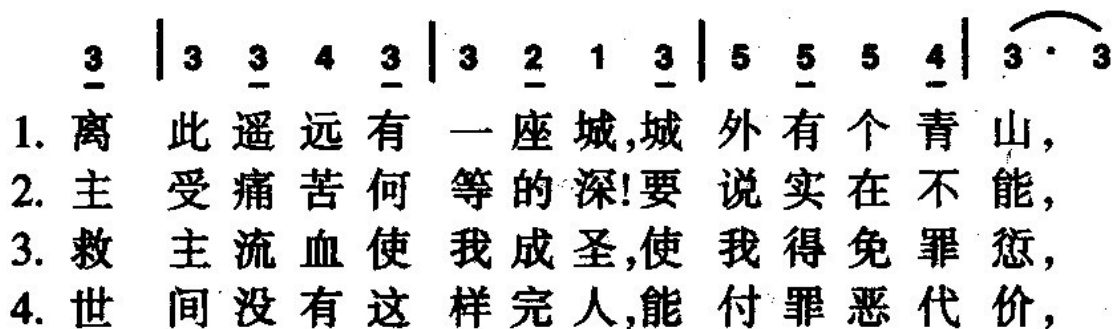 3 | 3 3 4 3 | 3 2 1 3 | 5 5 5 4 | 3 · 3
1. 离 此遥远有 一座城,城 外有个青 山,
2. 主 受痛苦何 等的深!要 说实在不 能,
3. 救 主流血使 我成圣,使 我得免罪 愆,
4. 世 间没有这 样完人,能 付罪恶代 价,